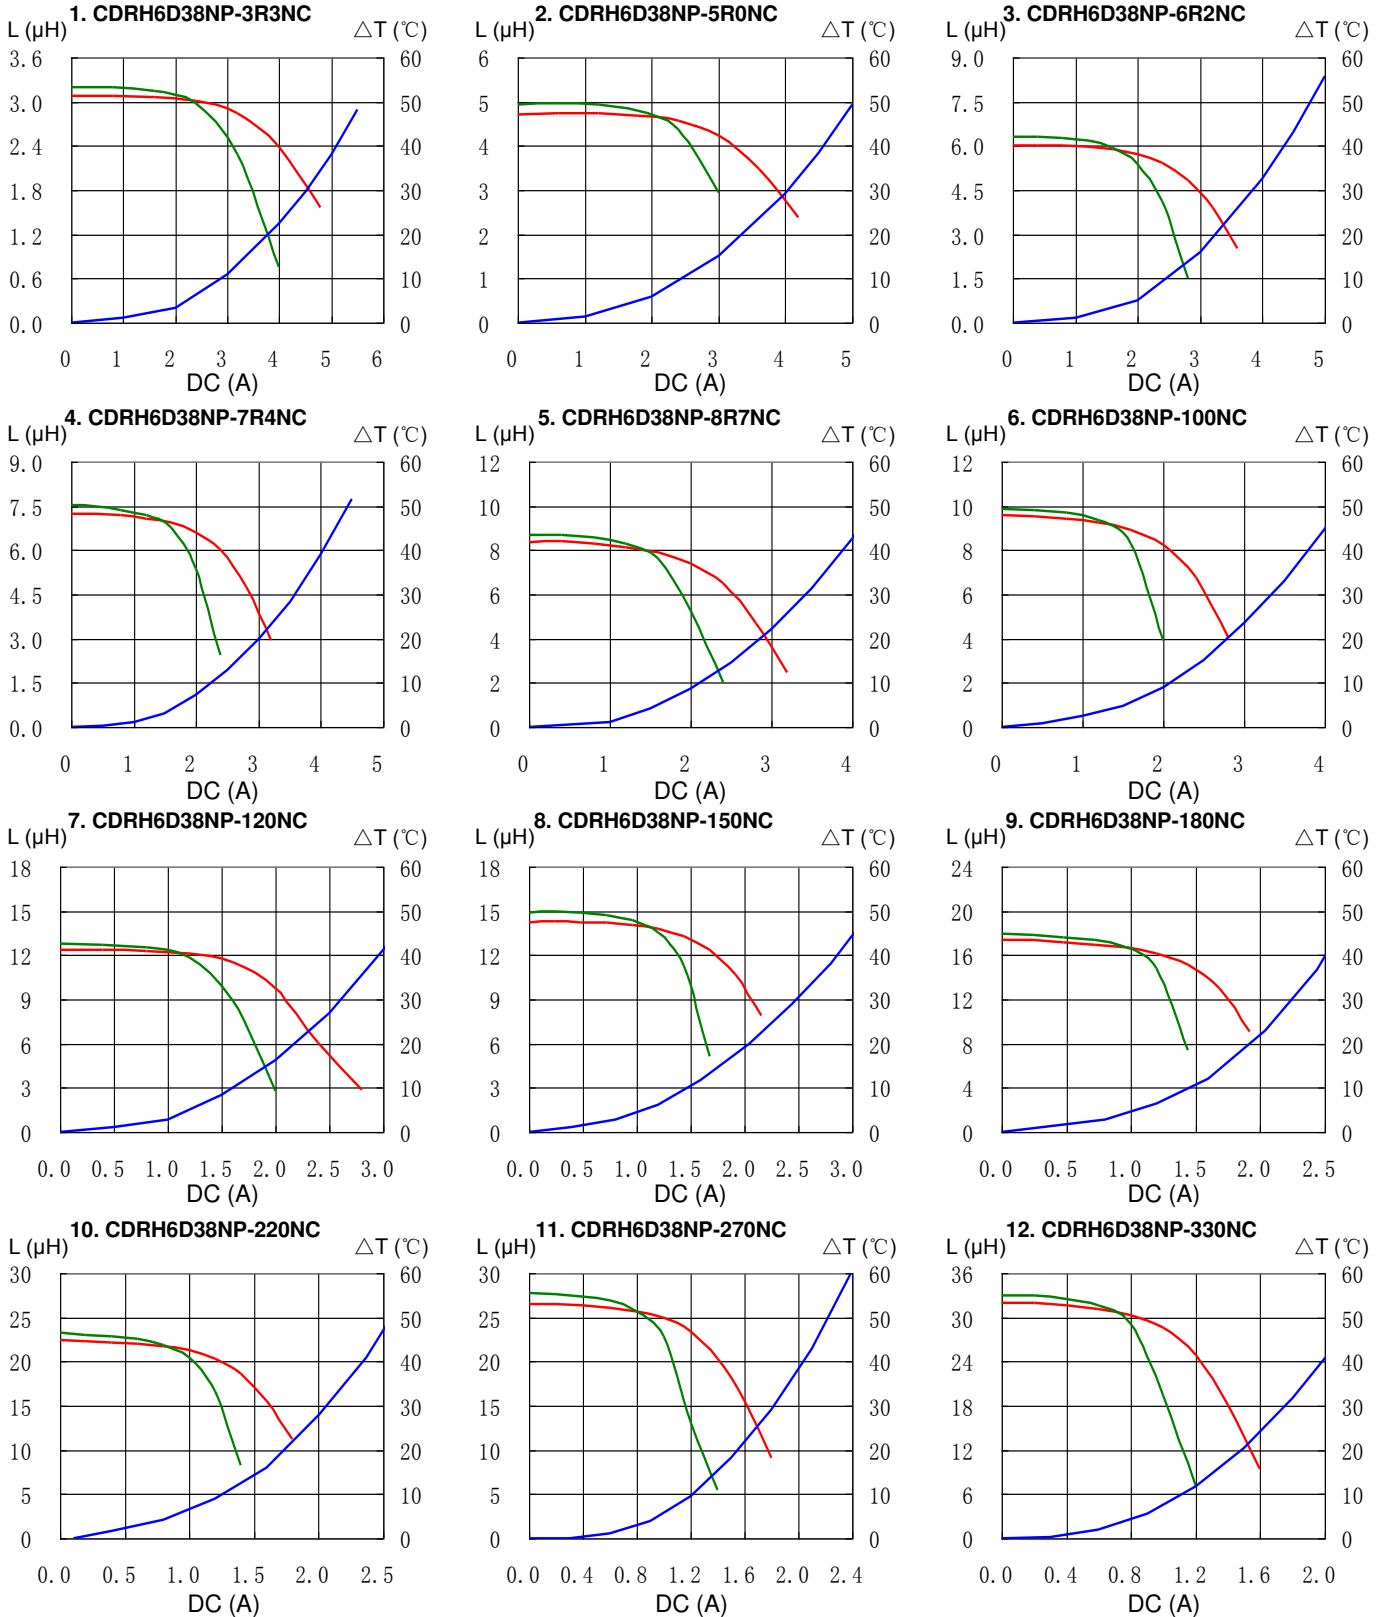 1. CDRH6D38NP-3R3NC
L (μH) △T (℃)
3.6 60
3.0 50
2.4 40
1.8 30
1.2 20
0.6 10
0.0 0
0 1 2 3 4 5 6
DC (A)
2. CDRH6D38NP-5R0NC
L (μH) △T (℃)
6 60
5 50
4 40
3 30
2 20
1 10
0 0
0 1 2 3 4 5
DC (A)
3. CDRH6D38NP-6R2NC
L (μH) △T (℃)
9.0 60
7.5 50
6.0 40
4.5 30
3.0 20
1.5 10
0.0 0
0 1 2 3 4 5
DC (A)
4. CDRH6D38NP-7R4NC
L (μH) △T (℃)
9.0 60
7.5 50
6.0 40
4.5 30
3.0 20
1.5 10
0.0 0
0 1 2 3 4 5
DC (A)
5. CDRH6D38NP-8R7NC
L (μH) △T (℃)
12 60
10 50
8 40
6 30
4 20
2 10
0 0
0 1 2 3 4
DC (A)
6. CDRH6D38NP-100NC
L (μH) △T (℃)
12 60
10 50
8 40
6 30
4 20
2 10
0 0
0 1 2 3 4
DC (A)
7. CDRH6D38NP-120NC
L (μH) △T (℃)
18 60
15 50
12 40
9 30
6 20
3 10
0 0
0.0 0.5 1.0 1.5 2.0 2.5 3.0
DC (A)
8. CDRH6D38NP-150NC
L (μH) △T (℃)
18 60
15 50
12 40
9 30
6 20
3 10
0 0
0.0 0.5 1.0 1.5 2.0 2.5 3.0
DC (A)
9. CDRH6D38NP-180NC
L (μH) △T (℃)
24 60
20 50
16 40
12 30
8 20
4 10
0 0
0.0 0.5 1.0 1.5 2.0 2.5
DC (A)
10. CDRH6D38NP-220NC
L (μH) △T (℃)
30 60
25 50
20 40
15 30
10 20
5 10
0 0
0.0 0.5 1.0 1.5 2.0 2.5
DC (A)
11. CDRH6D38NP-270NC
L (μH) △T (℃)
30 60
25 50
20 40
15 30
10 20
5 10
0 0
0.0 0.4 0.8 1.2 1.6 2.0 2.4
DC (A)
12. CDRH6D38NP-330NC
L (μH) △T (℃)
36 60
30 50
24 40
18 30
12 20
6 10
0 0
0.0 0.4 0.8 1.2 1.6 2.0
DC (A)